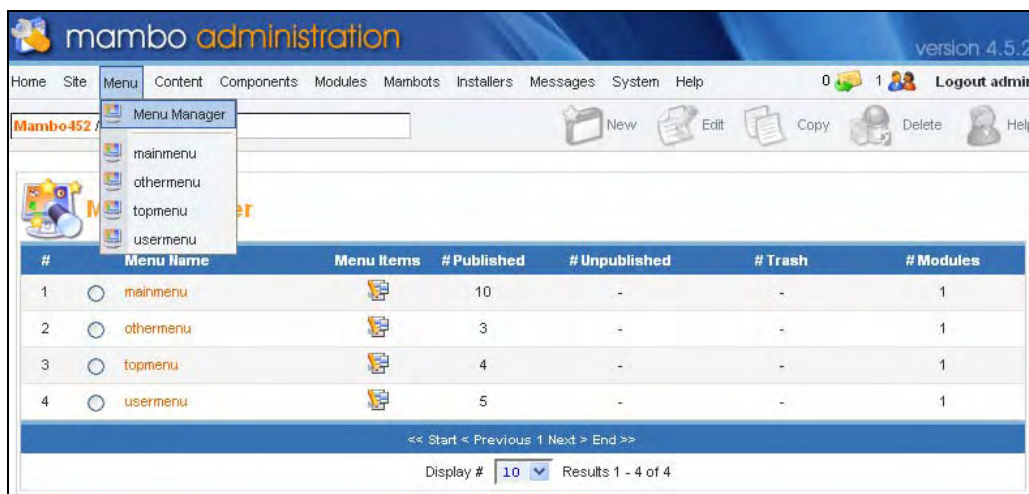 mambo administration
version 4.5.2
Home Site Menu Content Components Modules Mambots Installers Messages System Help 0 1 Logout admin
Menu Manager
Mambo452 /
New Edit Copy Delete Help
mainmenu
othermenu
topmenu
usermenu
# Menu Name Menu Items # Published # Unpublished # Trash # Modules
1 mainmenu 10 - - 1
2 othermenu 3 - - 1
3 topmenu 4 - - 1
4 usermenu 5 - - 1
<< Start < Previous 1 Next > End >>
Display # 10 Results 1 - 4 of 4